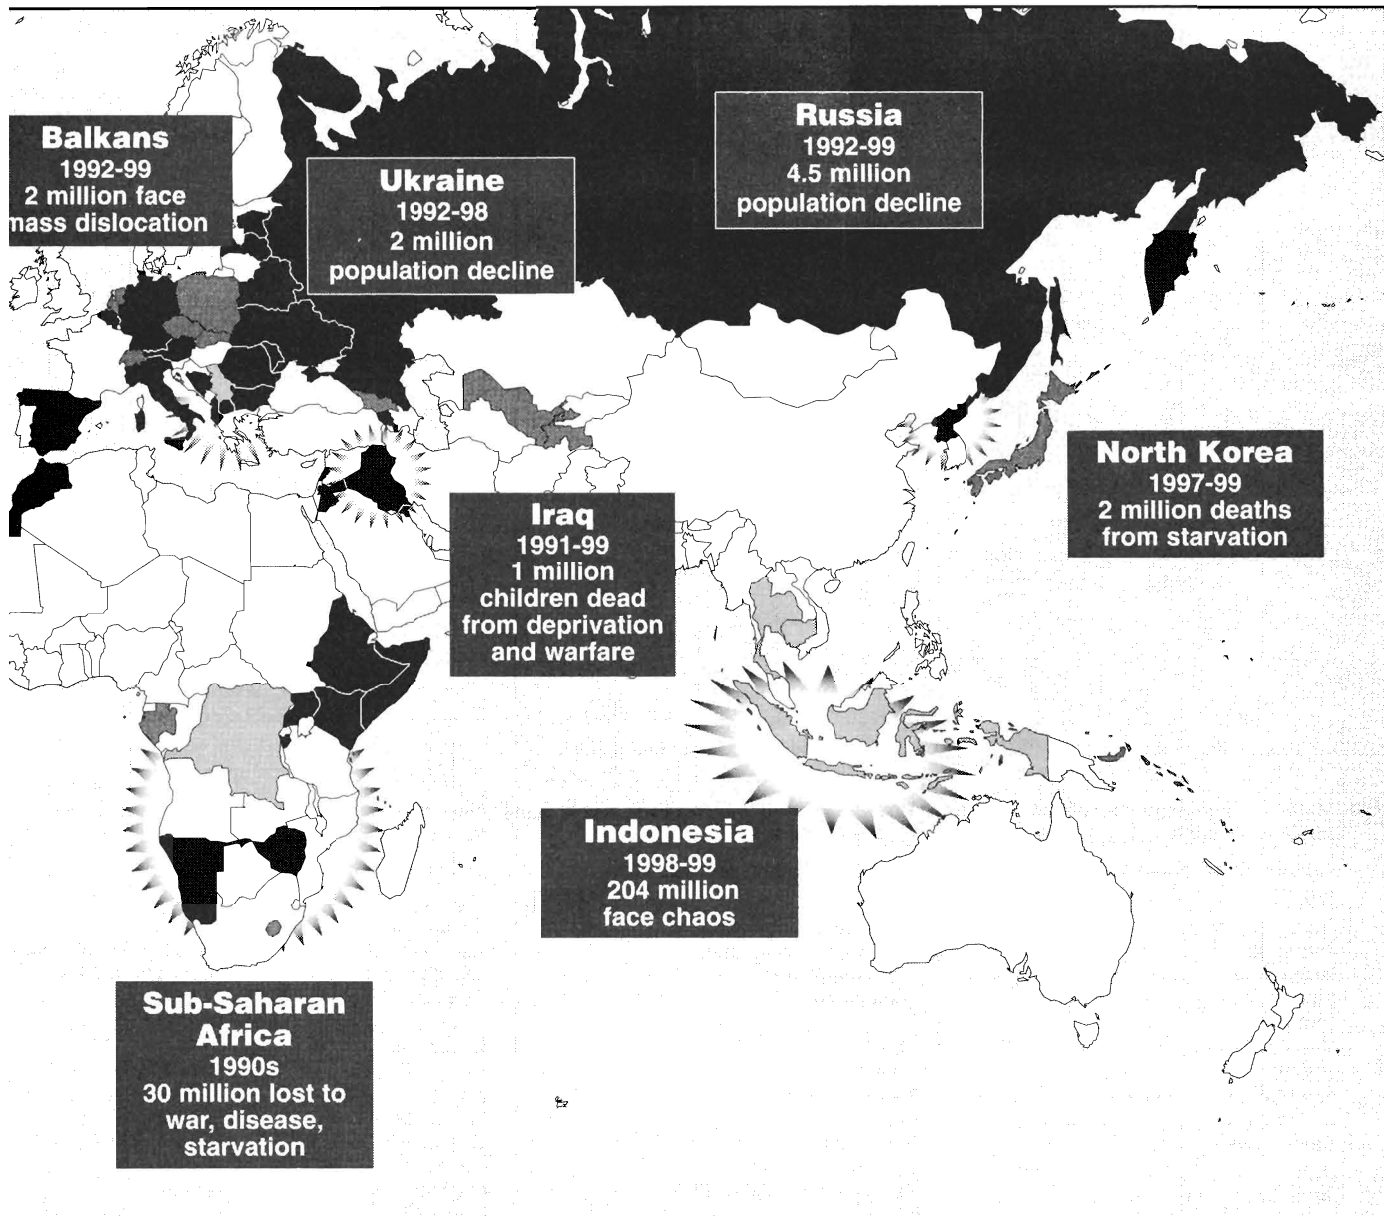 Balkans
1992-99
2 million face
mass dislocation
Ukraine
1992-98
2 million
population decline
Russia
1992-99
4.5 million
population decline
Iraq
1991-99
1 million
children dead
from deprivation
and warfare
North Korea
1997-99
2 million deaths
from starvation
Indonesia
1998-99
204 million
face chaos
Sub-Saharan
Africa
1990s
30 million lost to
war, disease,
starvation